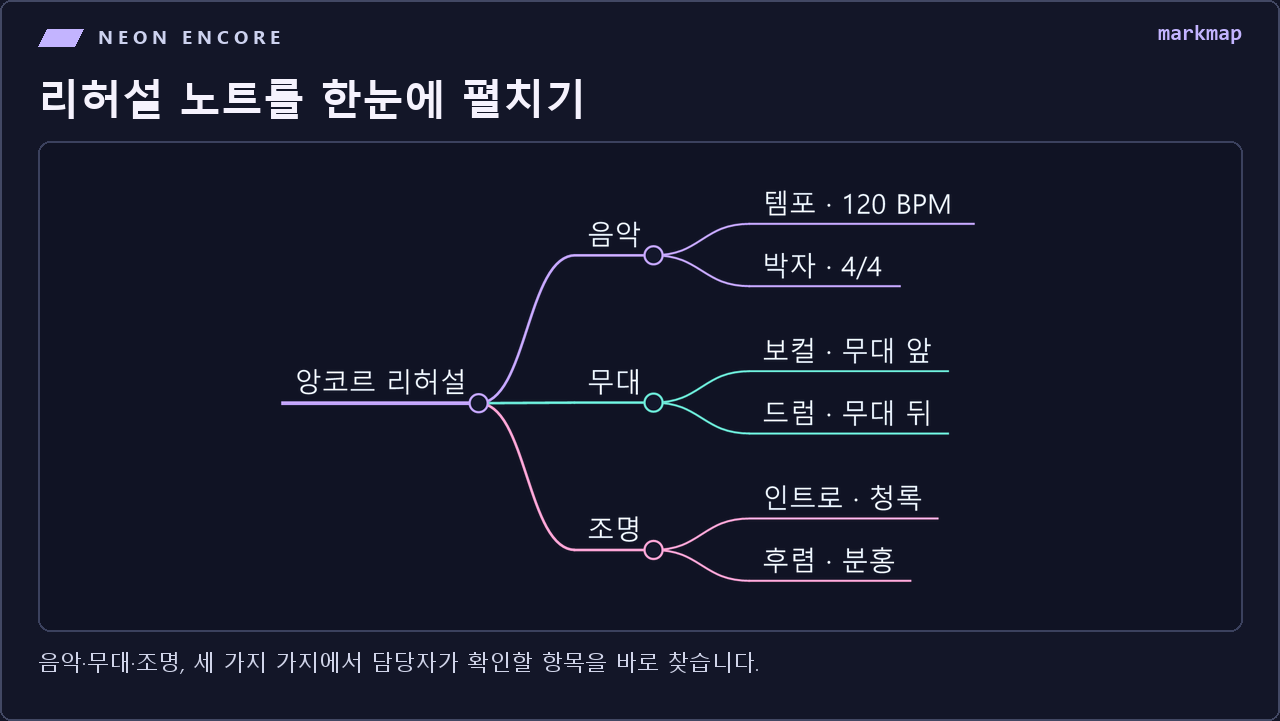 NEON ENCORE
markmap
리허설 노트를 한눈에 펼치기
앙코르 리허설
음악
템포 · 120 BPM
박자 · 4/4
무대
보컬 · 무대 앞
드럼 · 무대 뒤
조명
인트로 · 청록
후렴 · 분홍
음악·무대·조명, 세 가지 가지에서 담당자가 확인할 항목을 바로 찾습니다.